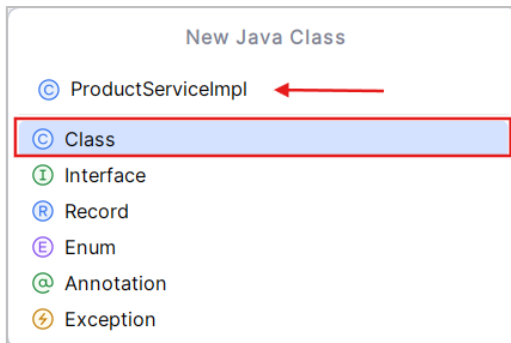 New Java Class
C ProductServiceImpl
C Class
I Interface
R Record
E Enum
@ Annotation
Exception